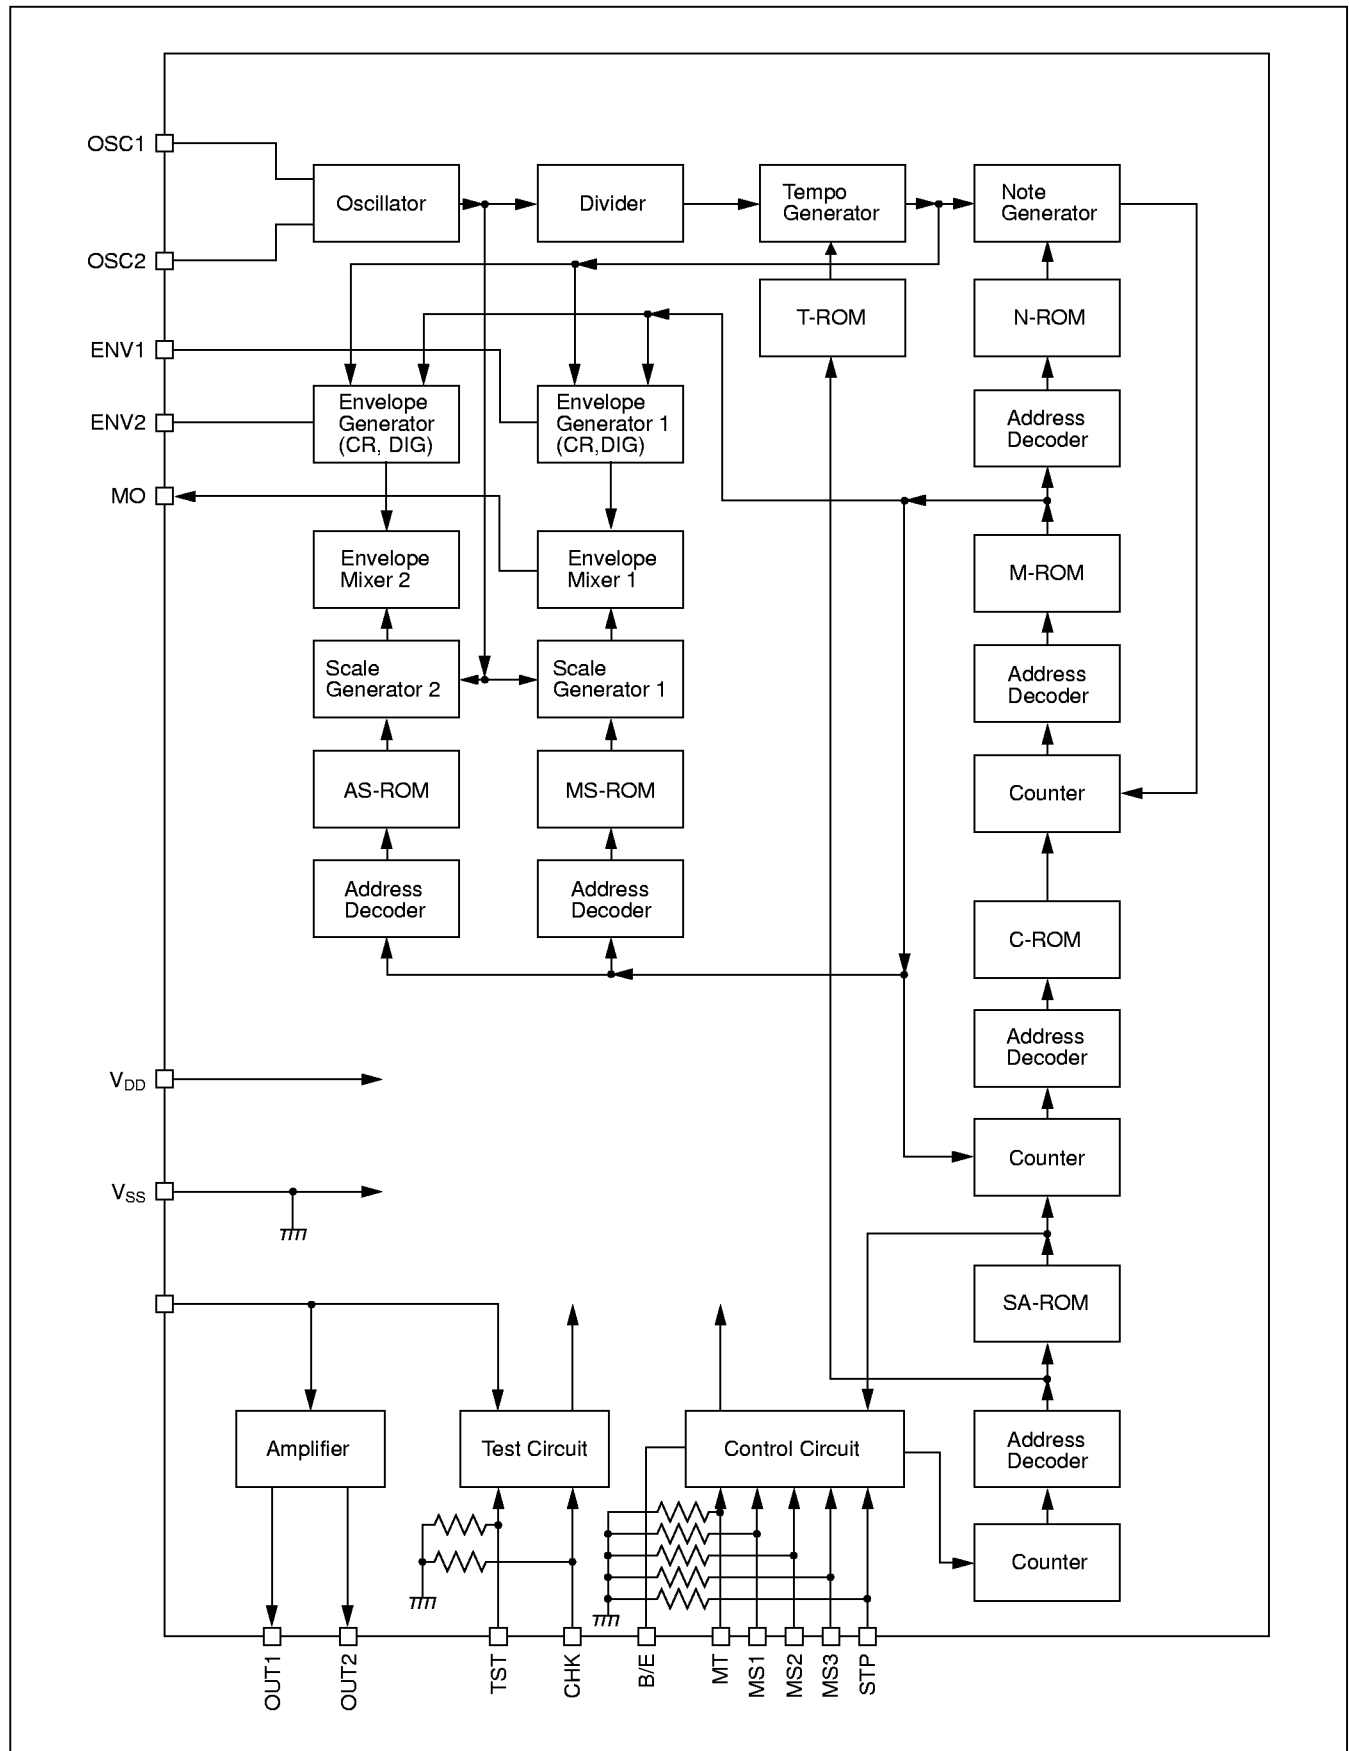 OSC1
Oscillator
Divider
Tempo
Generator
Note
Generator
OSC2
T-ROM
N-ROM
ENV1
ENV2
Envelope
Generator
(CR, DIG)
Envelope
Generator 1
(CR,DIG)
Address
Decoder
MO
Envelope
Mixer 2
Envelope
Mixer 1
M-ROM
Scale
Generator 2
Scale
Generator 1
Address
Decoder
AS-ROM
MS-ROM
Counter
Address
Decoder
Address
Decoder
C-ROM
Address
Decoder
VDD
Counter
VSS
SA-ROM
Amplifier
Test Circuit
Control Circuit
Address
Decoder
Counter
OUT1
OUT2
TST
CHK
B/E
MT
MS1
MS2
MS3
STP